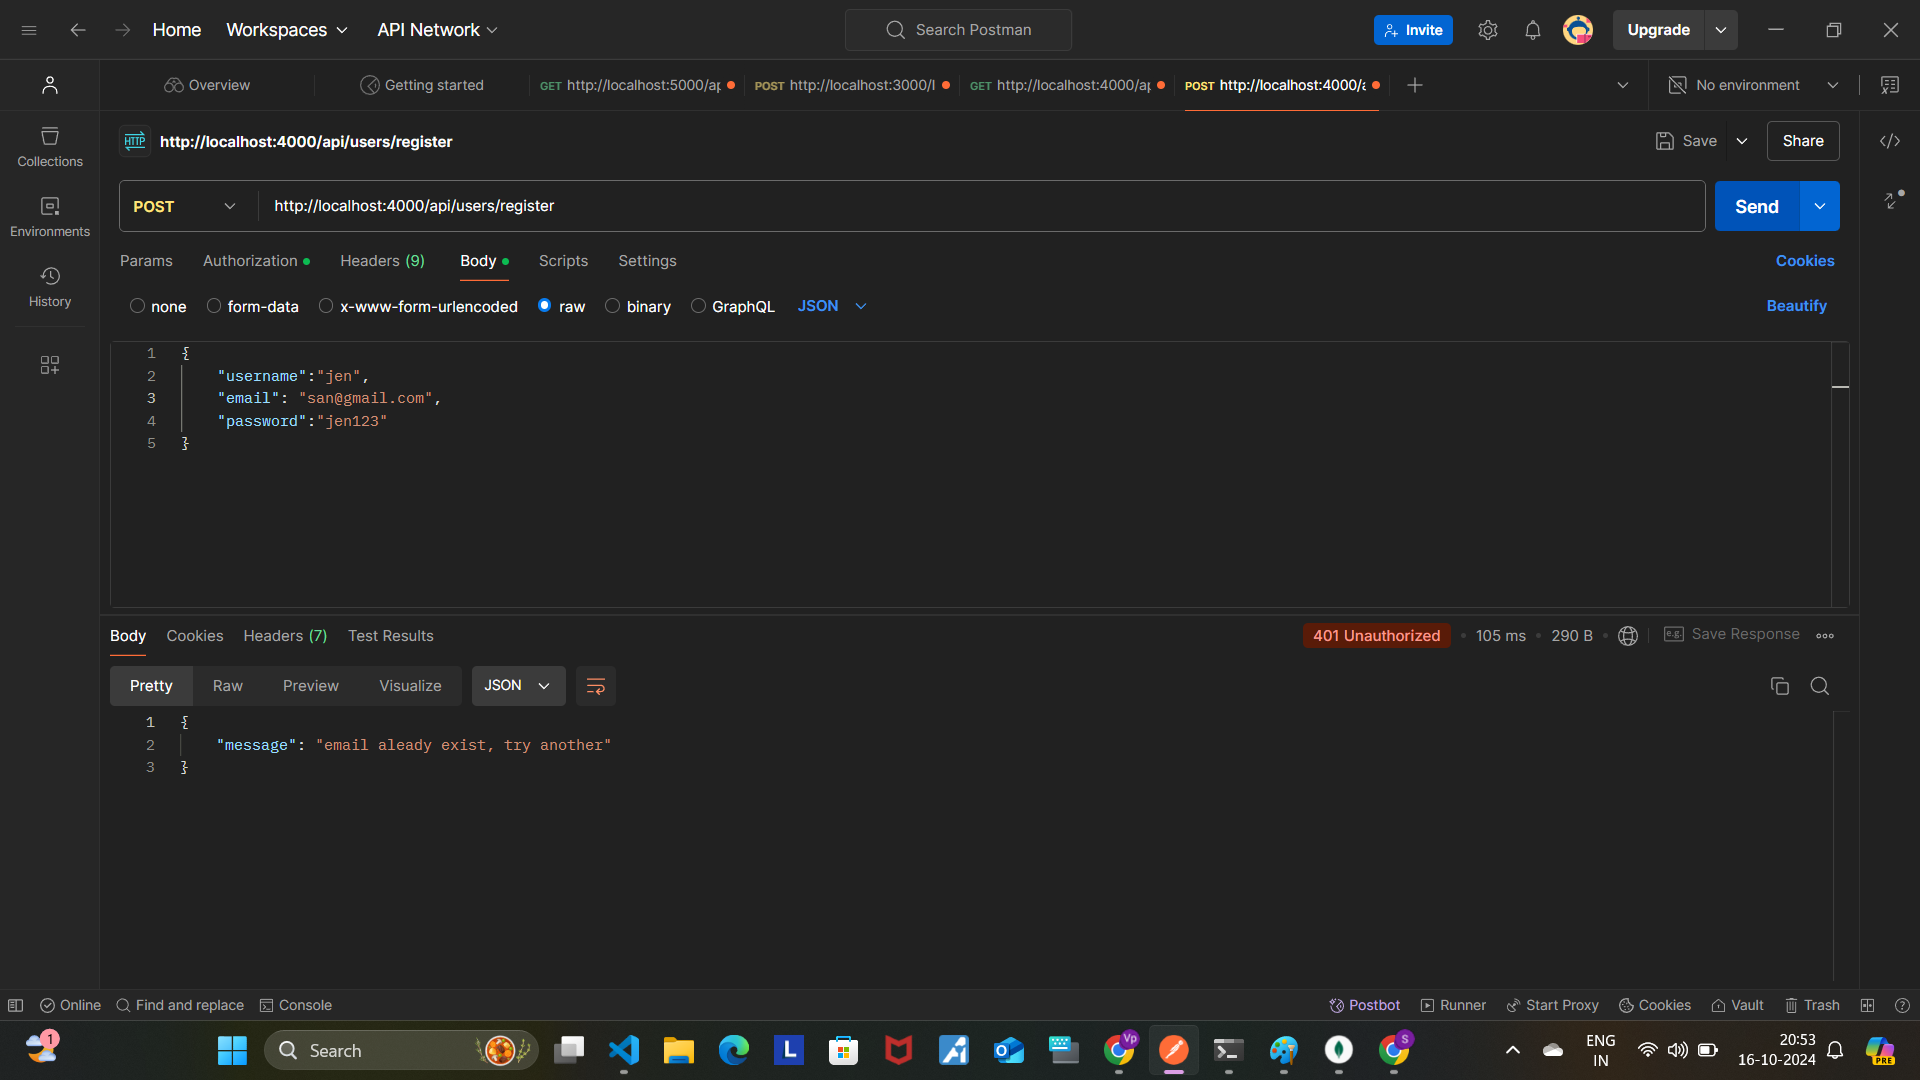 Home Workspaces API Network Search Postman Invite Upgrade
Overview Getting started GET http://localhost:5000/ap POST http://localhost:3000/l GET http://localhost:4000/ap POST http://localhost:4000/a No environment
HTTP http://localhost:4000/api/users/register Save Share
Collections
POST http://localhost:4000/api/users/register Send
Environments
Params Authorization Headers (9) Body Scripts Settings Cookies
History
none form-data x-www-form-urlencoded raw binary GraphQL JSON Beautify
1 {
2 "username":"jen",
3 "email": "san@gmail.com",
4 "password":"jen123"
5 }
Body Cookies Headers (7) Test Results 401 Unauthorized 105 ms 290 B e.g. Save Response
Pretty Raw Preview Visualize JSON
1 {
2 "message": "email aleady exist, try another"
3 }
Online Find and replace Console Postbot Runner Start Proxy Cookies Vault Trash
1 Search L Vp S ENG 20:53 PRE
IN 16-10-2024